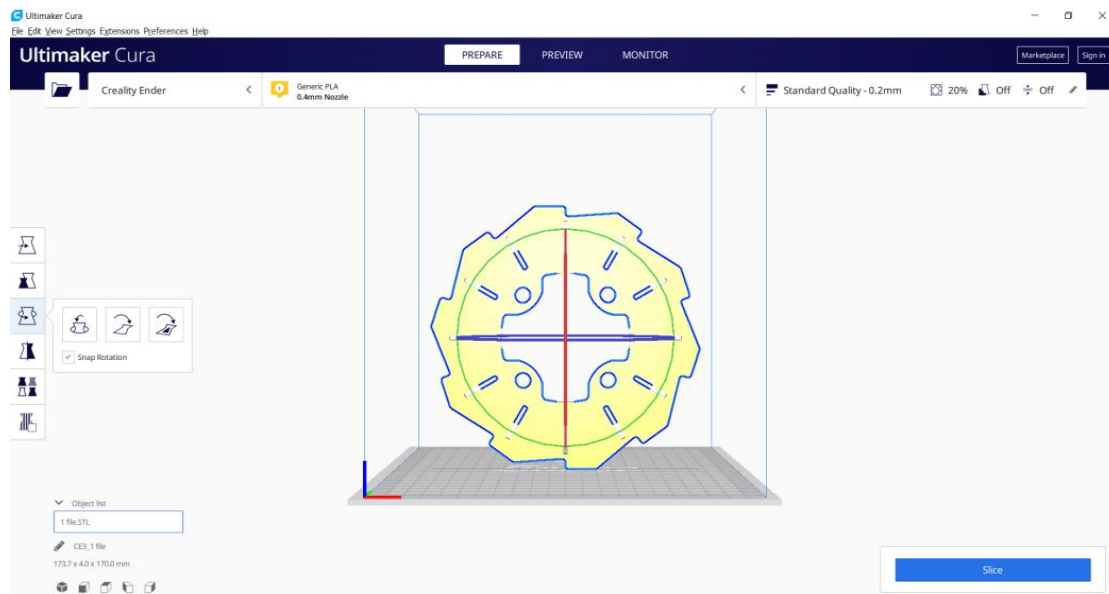 Ultimaker Cura
File Edit View Settings Extensions Preferences Help
Ultimaker Cura
PREPARE PREVIEW MONITOR
Marketplace Sign in
Creality Ender
1
Generic PLA
0.4mm Nozzle
Standard Quality - 0.2mm 20% Off Off
Snap Rotation
Object list
1 file.STL
CE3_1 file
173.7 x 4.0 x 170.0 mm
Slice